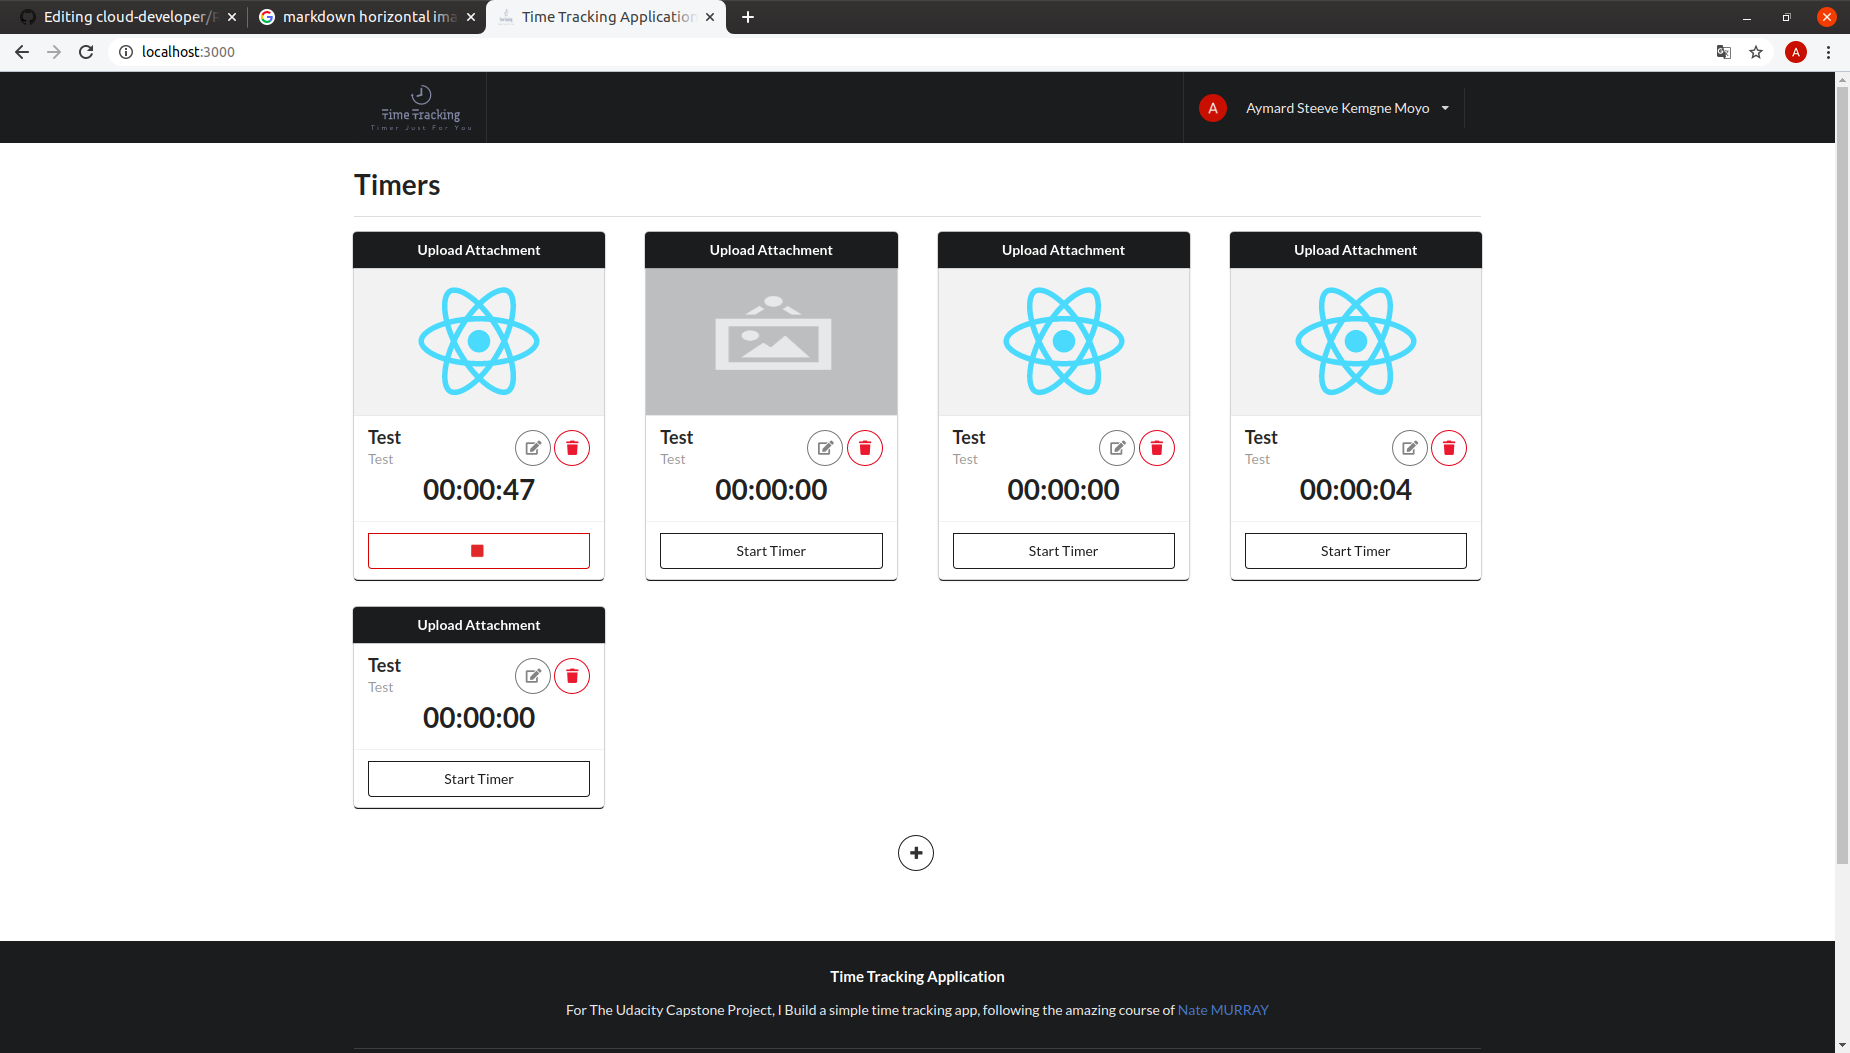 Editing cloud-developer/
markdown horizontal ima
Time Tracking Application
localhost:3000
A
Time Tracking
Timer Just For You
A
Aymard Steeve Kemgne Moyo
Timers
Upload Attachment
Upload Attachment
Upload Attachment
Upload Attachment
Test
Test
00:00:47
Test
Test
00:00:00
Start Timer
Test
Test
00:00:00
Start Timer
Test
Test
00:00:04
Start Timer
Upload Attachment
Test
Test
00:00:00
Start Timer
Time Tracking Application
For The Udacity Capstone Project, I Build a simple time tracking app, following the amazing course of Nate MURRAY